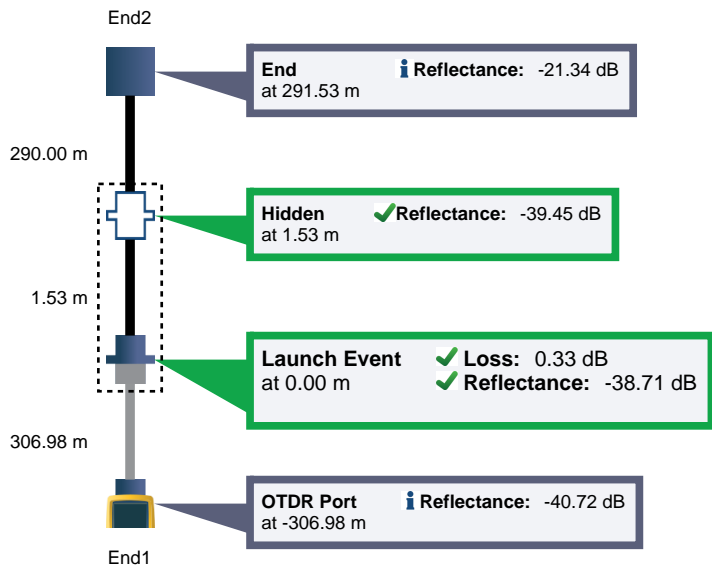 End2
End
Reflectance: -21.34 dB
at 291.53 m
290.00 m
Hidden
Reflectance: -39.45 dB
at 1.53 m
1.53 m
Launch Event
Loss: 0.33 dB
at 0.00 m
Reflectance: -38.71 dB
306.98 m
OTDR Port
Reflectance: -40.72 dB
at -306.98 m
End1